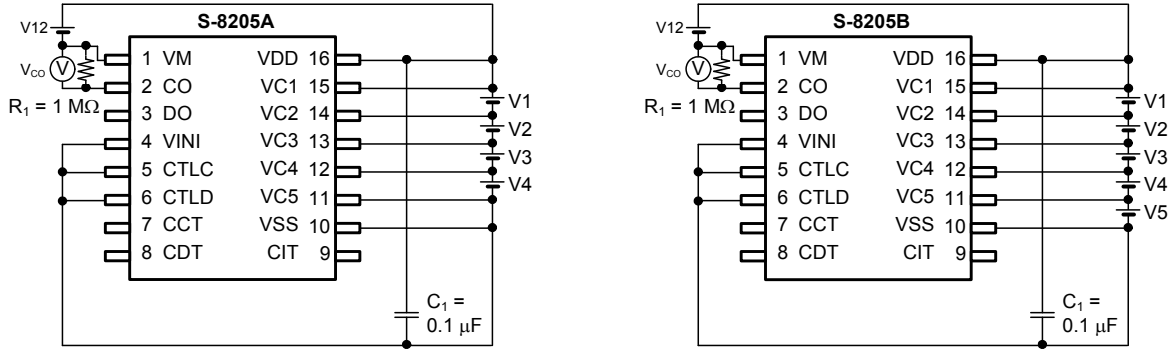 S-8205A
V12
V
V_CO
R₁ = 1 MΩ
1 VM VDD 16
2 CO VC1 15
3 DO VC2 14
4 VINI VC3 13
5 CTLC VC4 12
6 CTLD VC5 11
7 CCT VSS 10
8 CDT CIT 9
V1
V2
V3
V4
C₁ =
0.1 μF
S-8205B
V12
V
V_CO
R₁ = 1 MΩ
1 VM VDD 16
2 CO VC1 15
3 DO VC2 14
4 VINI VC3 13
5 CTLC VC4 12
6 CTLD VC5 11
7 CCT VSS 10
8 CDT CIT 9
V1
V2
V3
V4
V5
C₁ =
0.1 μF